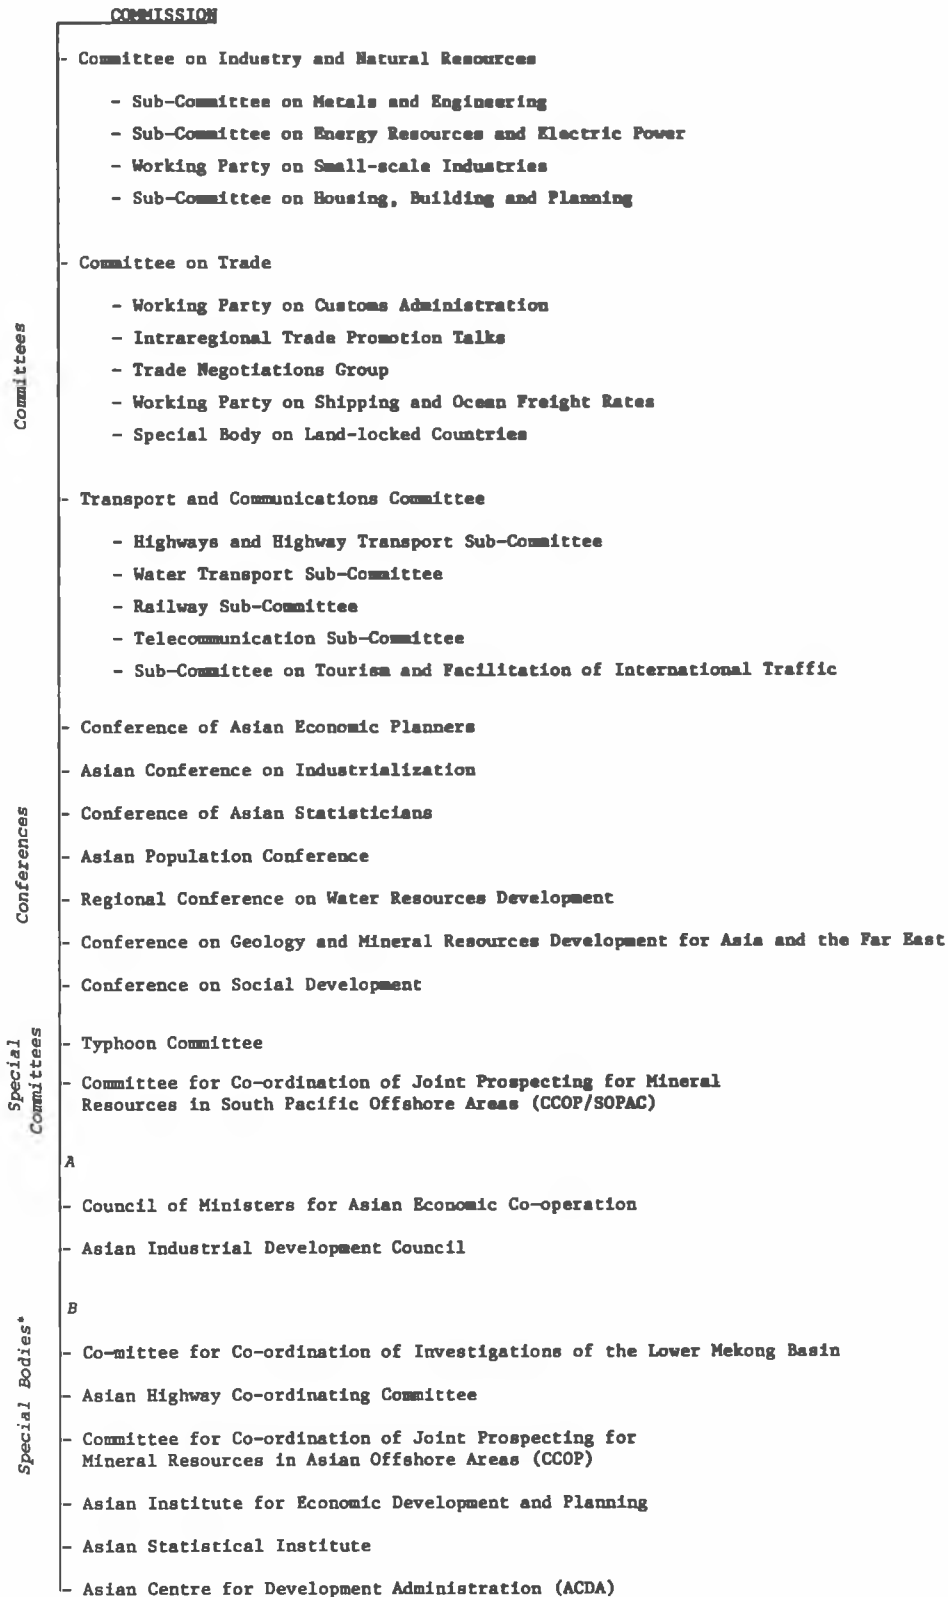 COMMISSION
- Committee on Industry and Natural Resources
- Sub-Committee on Metals and Engineering
- Sub-Committee on Energy Resources and Electric Power
- Working Party on Small-scale Industries
- Sub-Committee on Housing, Building and Planning
Committees
- Committee on Trade
- Working Party on Customs Administration
- Intraregional Trade Promotion Talks
- Trade Negotiations Group
- Working Party on Shipping and Ocean Freight Rates
- Special Body on Land-locked Countries
- Transport and Communications Committee
- Highways and Highway Transport Sub-Committee
- Water Transport Sub-Committee
- Railway Sub-Committee
- Telecommunication Sub-Committee
- Sub-Committee on Tourism and Facilitation of International Traffic
Conferences
- Conference of Asian Economic Planners
- Asian Conference on Industrialization
- Conference of Asian Statisticians
- Asian Population Conference
- Regional Conference on Water Resources Development
- Conference on Geology and Mineral Resources Development for Asia and the Far East
- Conference on Social Development
Special
Committees
- Typhoon Committee
- Committee for Co-ordination of Joint Prospecting for Mineral
Resources in South Pacific Offshore Areas (CCOP/SOPAC)
A
- Council of Ministers for Asian Economic Co-operation
- Asian Industrial Development Council
Special Bodies*
B
- Co-mittee for Co-ordination of Investigations of the Lower Mekong Basin
- Asian Highway Co-ordinating Committee
- Committee for Co-ordination of Joint Prospecting for
Mineral Resources in Asian Offshore Areas (CCOP)
- Asian Institute for Economic Development and Planning
- Asian Statistical Institute
- Asian Centre for Development Administration (ACDA)